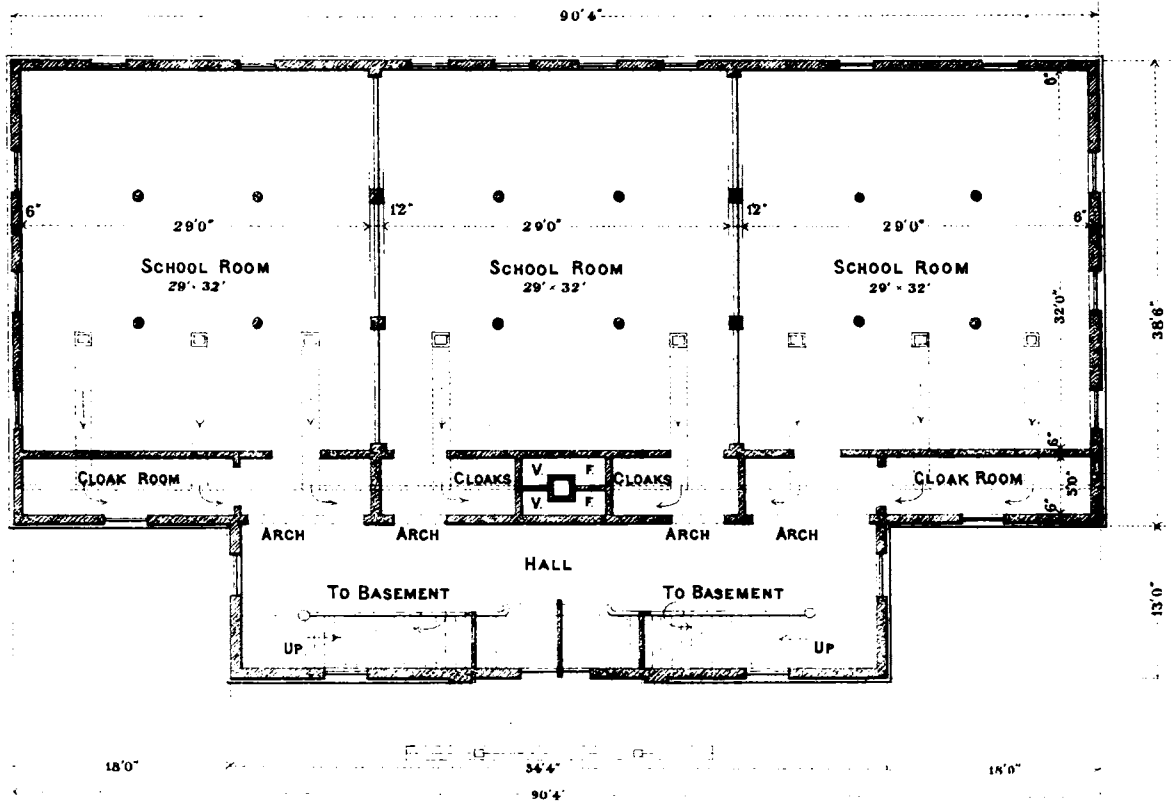 90'4"
6"
6"
29'0"
12"
29'0"
12"
29'0"
6"
SCHOOL ROOM
29' × 32'
SCHOOL ROOM
29' × 32'
SCHOOL ROOM
29' × 32'
32'0"
38'6"
6"
CLOAK ROOM
CLOAKS
V.
F.
CLOAKS
CLOAK ROOM
5'0"
V.
F.
6"
ARCH
ARCH
ARCH
ARCH
HALL
TO BASEMENT
TO BASEMENT
13'0"
UP
UP
18'0"
54'4"
18'0"
90'4"